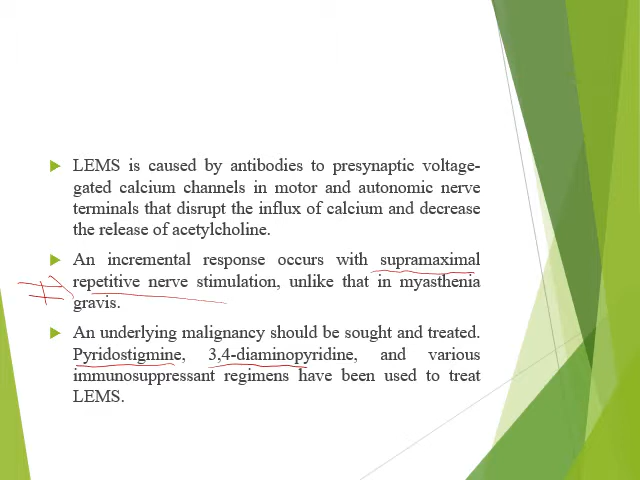 LEMS is caused by antibodies to presynaptic voltage-
gated calcium channels in motor and autonomic nerve
terminals that disrupt the influx of calcium and decrease
the release of acetylcholine.
An incremental response occurs with supramaximal
repetitive nerve stimulation, unlike that in myasthenia
gravis.
An underlying malignancy should be sought and treated.
Pyridostigmine, 3,4-diaminopyridine, and various
immunosuppressant regimens have been used to treat
LEMS.